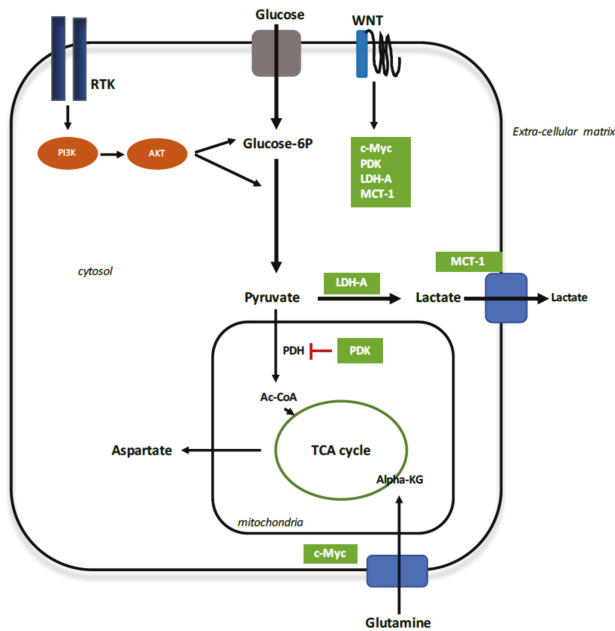 Glucose
WNT
RTK
Extra-cellular matrix
PI3K
AKT
Glucose-6P
c-Myc
PDK
LDH-A
MCT-1
cytosol
MCT-1
LDH-A
Pyruvate
Lactate
Lactate
PDH
PDK
Ac-CoA
Aspartate
TCA cycle
Alpha-KG
mitochondria
c-Myc
Glutamine